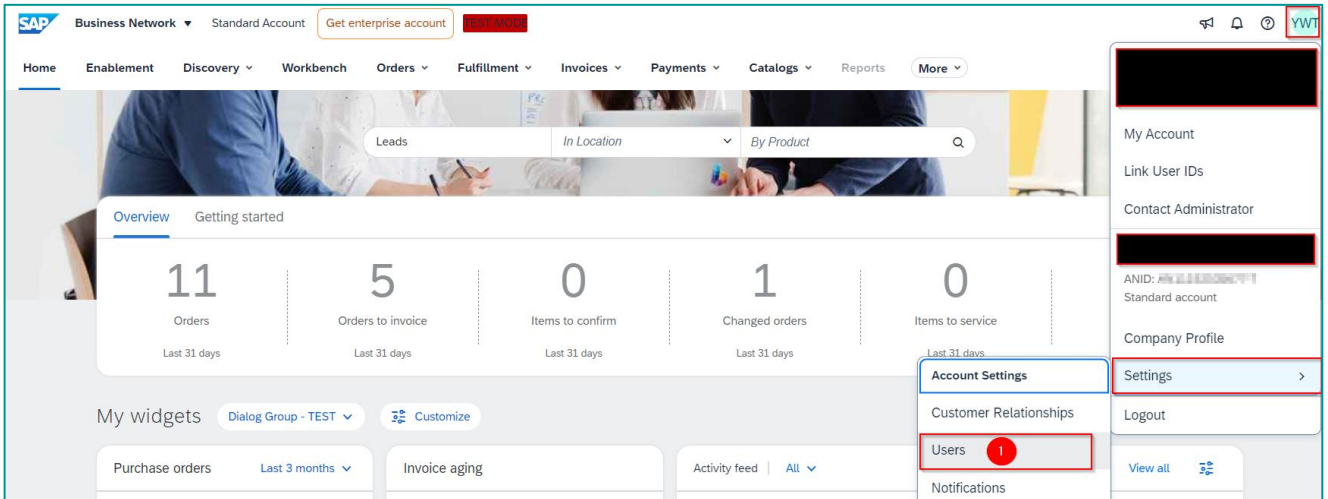 SAP Business Network Standard Account Get enterprise account TEST MODE YWT
Home Enablement Discovery Workbench Orders Fulfillment Invoices Payments Catalogs Reports More
Leads In Location By Product
My Account
Link User IDs
Contact Administrator
Overview Getting started
11 5 0 1 0
Orders Orders to invoice Items to confirm Changed orders Items to service
Last 31 days Last 31 days Last 31 days Last 31 days Last 31 days
ANID:
Standard account
Company Profile
Settings
Logout
Account Settings
Customer Relationships
Users 1
Notifications
My widgets Dialog Group - TEST Customize
Purchase orders Last 3 months Invoice aging Activity feed All View all